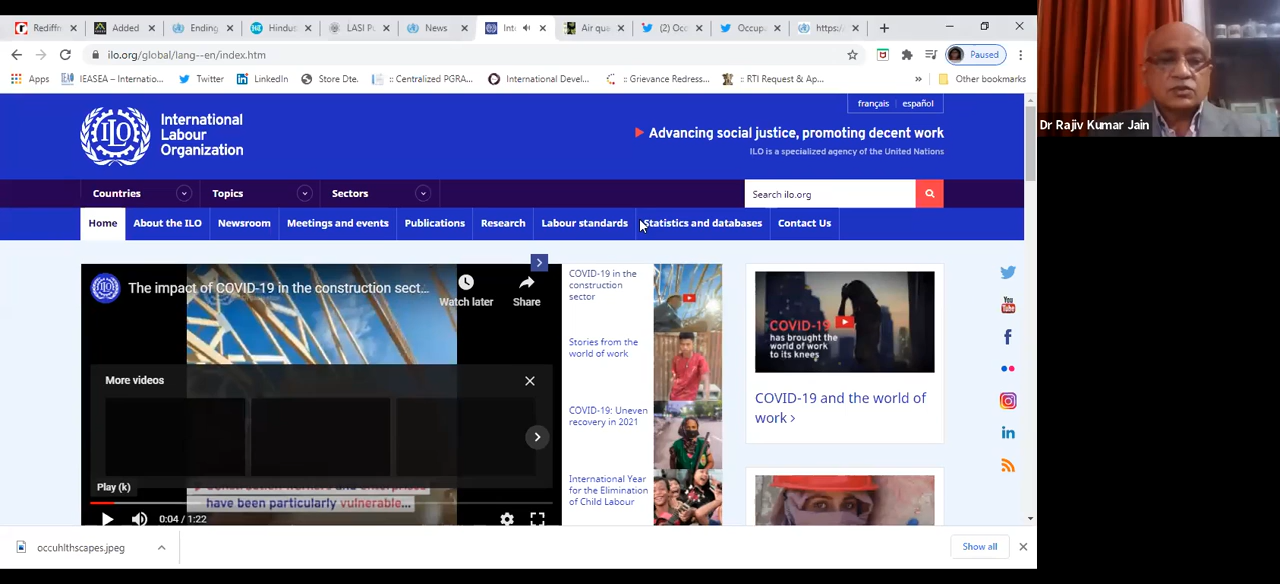 Rediffn
Added
Ending
Hindus
LASI Po
News
Int
Air qua
(2) Occ
Occupa
https:/
ilo.org/global/lang--en/index.htm
Paused
Apps
IEASEA – Internatio...
Twitter
LinkedIn
Store Dte.
:: Centralized PGRA...
International Devel...
:: Grievance Redress...
:: RTI Request & Ap...
»
Other bookmarks
français
español
International
Labour
Organization
Advancing social justice, promoting decent work
ILO is a specialized agency of the United Nations
Countries
Topics
Sectors
Search ilo.org
Home
About the ILO
Newsroom
Meetings and events
Publications
Research
Labour standards
Statistics and databases
Contact Us
The impact of COVID-19 in the construction sect...
Watch later
Share
More videos
Play (k)
have been particularly vulnerable...
0:04 / 1:22
COVID-19 in the
construction
sector
Stories from the
world of work
COVID-19: Uneven
recovery in 2021
International Year
for the Elimination
of Child Labour
COVID-19
has brought the
world of work
to its knees
COVID-19 and the world of
work >
occuhlthscapes.jpeg
Show all
Dr Rajiv Kumar Jain